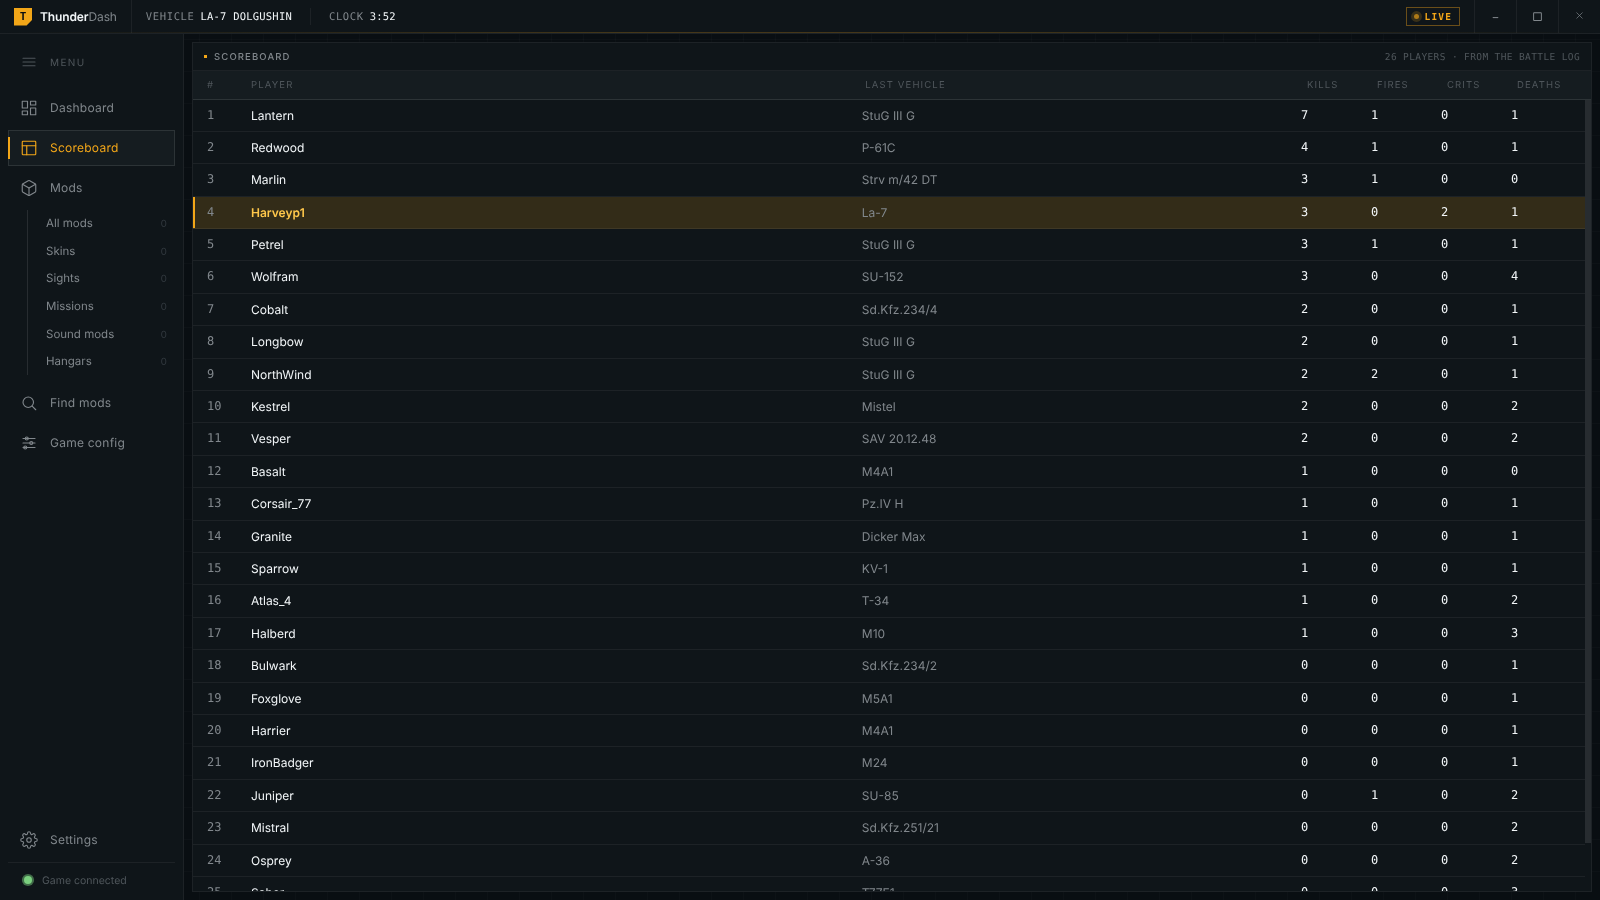 T ThunderDash VEHICLE LA-7 DOLGUSHIN CLOCK 3:52 LIVE
MENU
Dashboard
Scoreboard
Mods
All mods 0
Skins 0
Sights 0
Missions 0
Sound mods 0
Hangars 0
Find mods
Game config
Settings
Game connected
SCOREBOARD 26 PLAYERS · FROM THE BATTLE LOG
# PLAYER LAST VEHICLE KILLS FIRES CRITS DEATHS
1 Lantern StuG III G 7 1 0 1
2 Redwood P-61C 4 1 0 1
3 Marlin Strv m/42 DT 3 1 0 0
4 Harveyp1 La-7 3 0 2 1
5 Petrel StuG III G 3 1 0 1
6 Wolfram SU-152 3 0 0 4
7 Cobalt Sd.Kfz.234/4 2 0 0 1
8 Longbow StuG III G 2 0 0 1
9 NorthWind StuG III G 2 2 0 1
10 Kestrel Mistel 2 0 0 2
11 Vesper SAV 20.12.48 2 0 0 2
12 Basalt M4A1 1 0 0 0
13 Corsair_77 Pz.IV H 1 0 0 1
14 Granite Dicker Max 1 0 0 1
15 Sparrow KV-1 1 0 0 1
16 Atlas_4 T-34 1 0 0 2
17 Halberd M10 1 0 0 3
18 Bulwark Sd.Kfz.234/2 0 0 0 1
19 Foxglove M5A1 0 0 0 1
20 Harrier M4A1 0 0 0 1
21 IronBadger M24 0 0 0 1
22 Juniper SU-85 0 1 0 2
23 Mistral Sd.Kfz.251/21 0 0 0 2
24 Osprey A-36 0 0 0 2
25 0 0 0